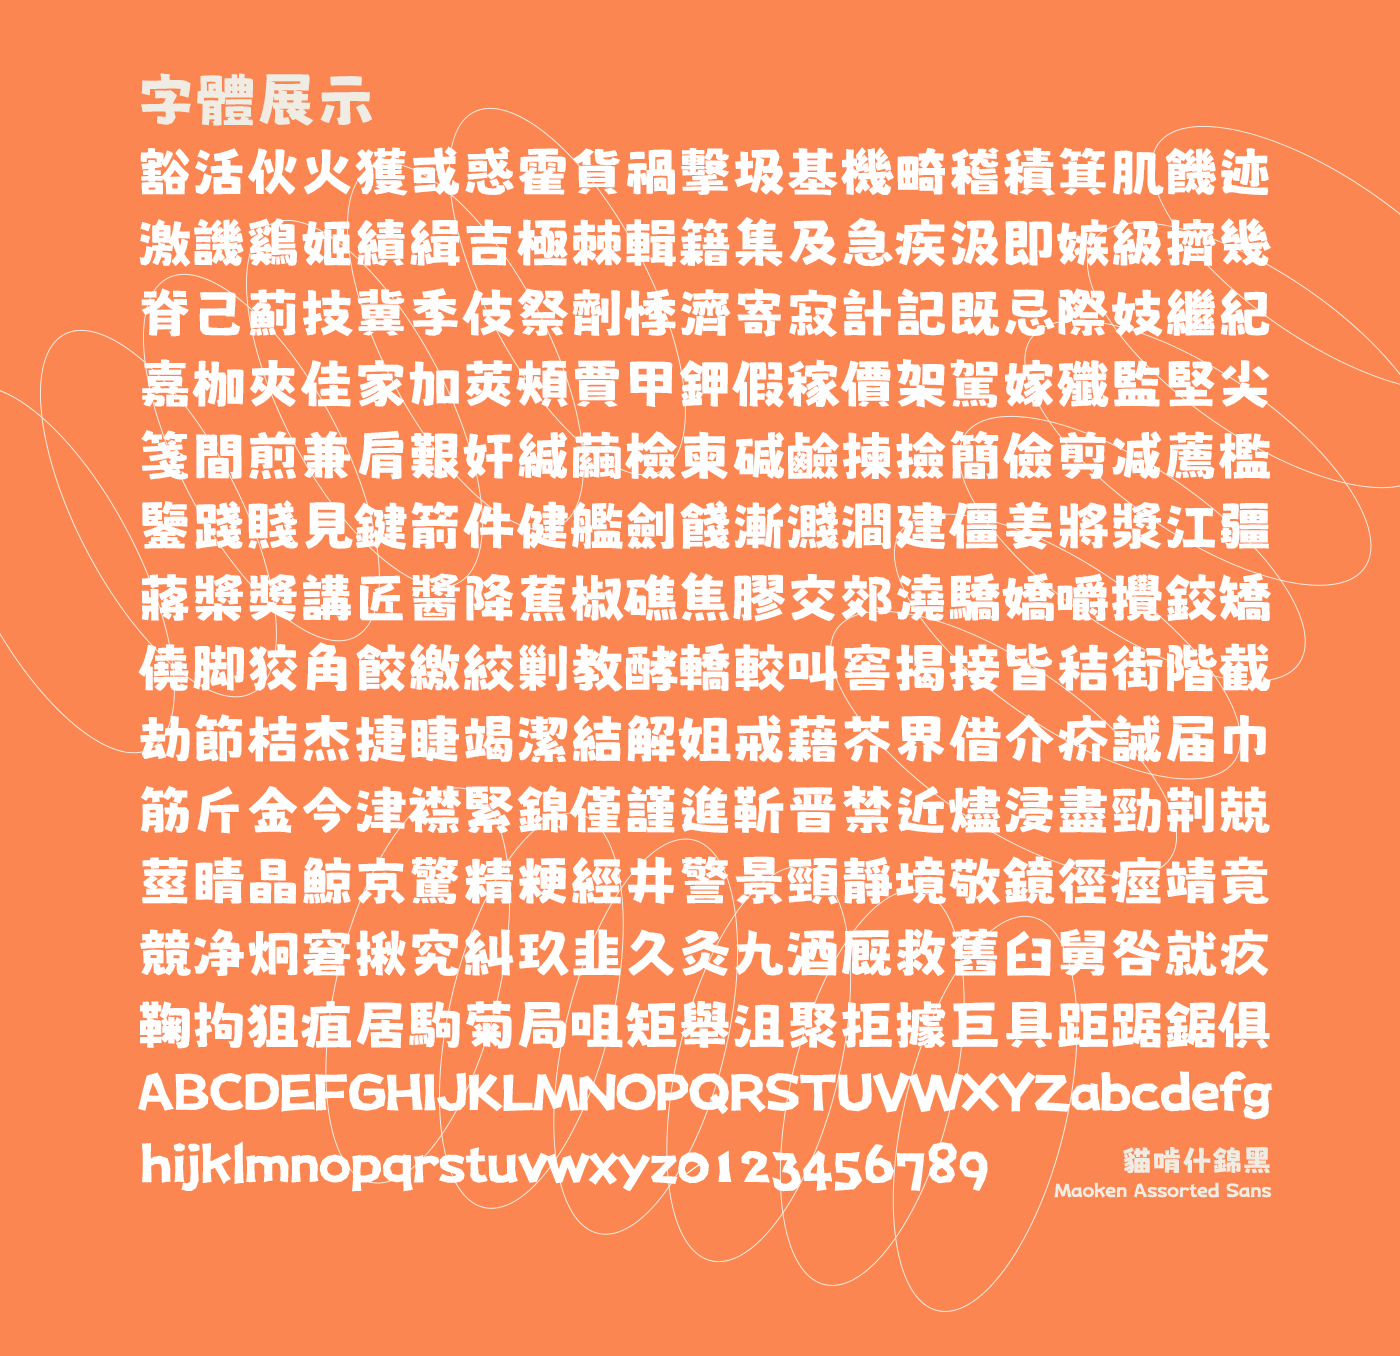 字體展示
豁活伙火獲或惑霍貨禍擊圾基機畸稽積箕肌饑迹
激譏鷄姬績緝吉極棘輯籍集及急疾汲即嫉級擠幾
脊己薊技冀季伎祭劑悸濟寄寂計記既忌際妓繼紀
嘉枷夾佳家加莢頰賈甲鉀假稼價架駕嫁殲監堅尖
箋間煎兼肩艱奸緘繭檢柬碱鹼揀撿簡儉剪减薦檻
鑒踐賤見鍵箭件健艦劍餞漸濺澗建僵姜將漿江疆
蔣槳奬講匠醬降蕉椒礁焦膠交郊澆驕嬌嚼攪鉸矯
僥脚狡角餃繳絞剿教酵轎較叫窖揭接皆秸街階截
劫節桔杰捷睫竭潔結解姐戒藉芥界借介疥誡届巾
筋斤金今津襟緊錦僅謹進靳晋禁近燼浸盡勁荆兢
莖晴晶鯨京驚精粳經井警景頸靜境敬鏡徑痙靖竟
競净炯窘揪究糾玖韭久灸九酒厩救舊臼舅咎就疚
鞠拘狙疽居駒菊局咀矩舉沮聚拒據巨具距踞鋸俱
ABCDEFGHIJKLMNOPQRSTUVWXYZabcdefg
hijklmnopqrstuvwxyz0123456789
貓啃什錦黑
Maoken Assorted Sans